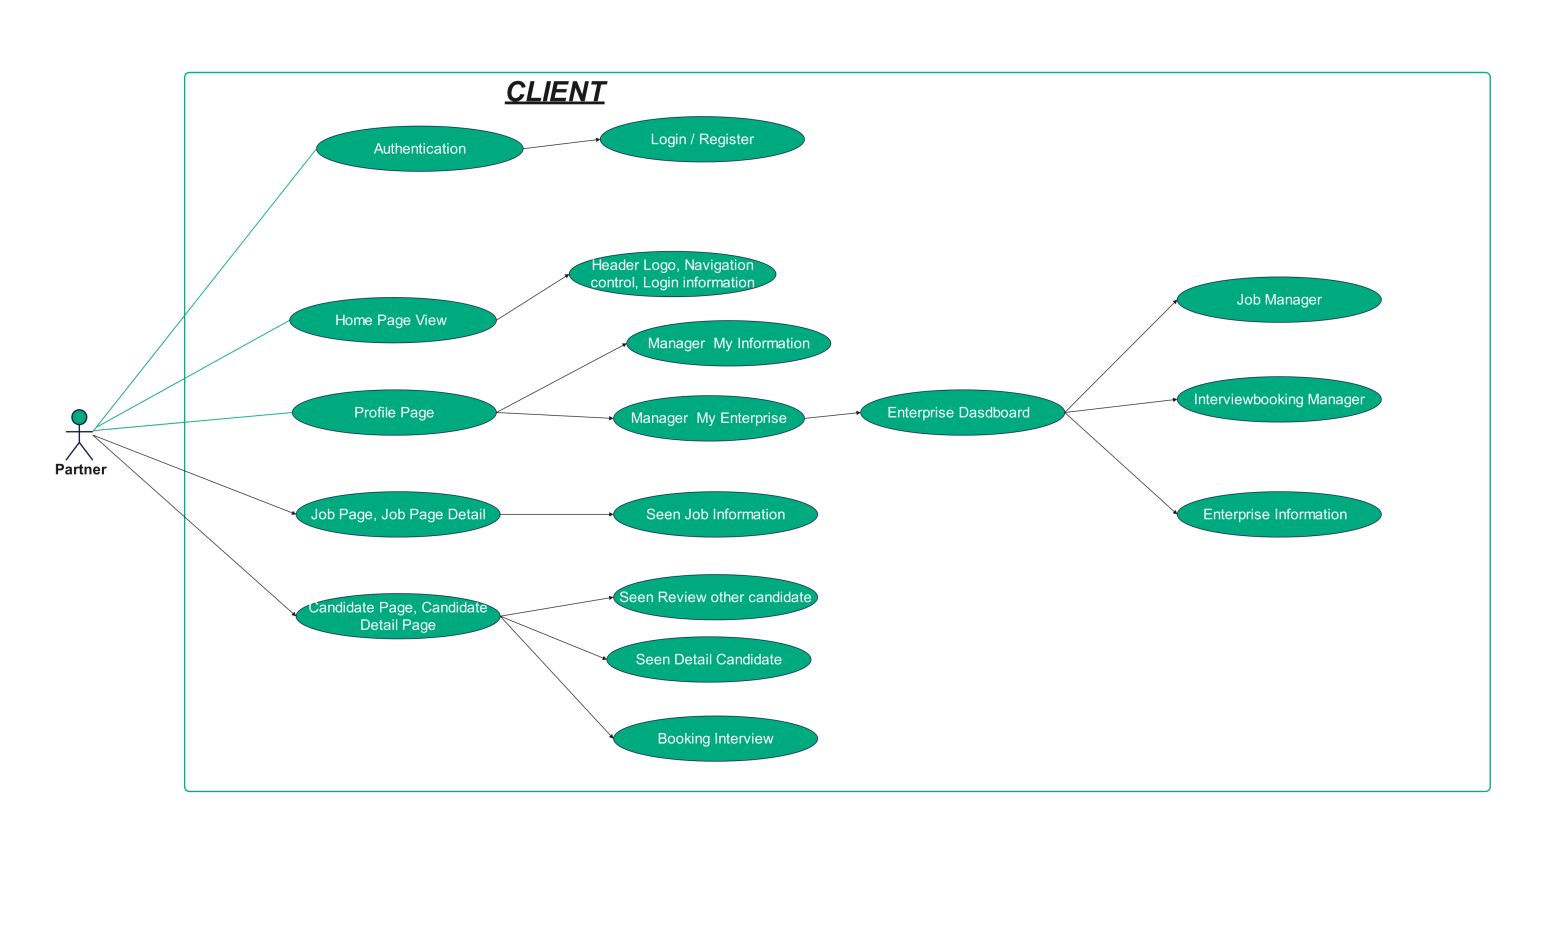 CLIENT
Authentication
Login / Register
Header Logo, Navigation
control, Login information
Home Page View
Job Manager
Manager  My Information
Profile Page
Manager  My Enterprise
Enterprise Dasdboard
Interviewbooking Manager
Partner
Job Page, Job Page Detail
Seen Job Information
Enterprise Information
Candidate Page, Candidate
Detail Page
Seen Review other candidate
Seen Detail Candidate
Booking Interview